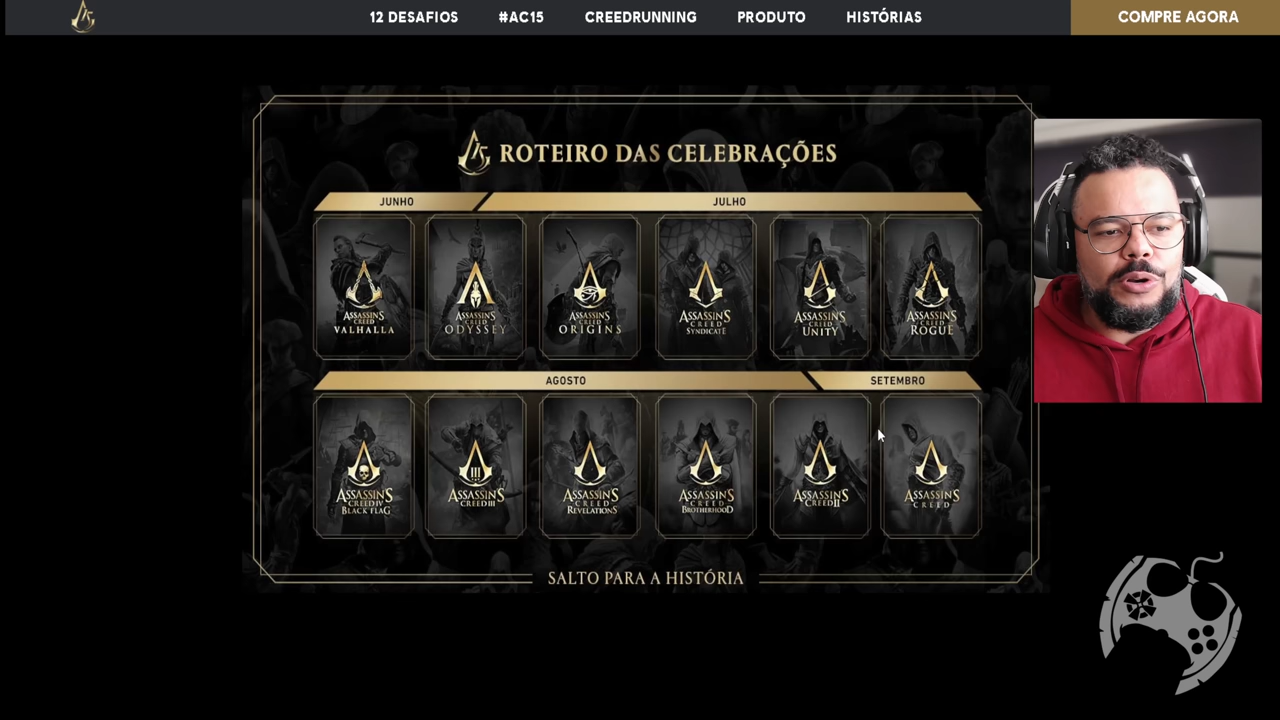 12 DESAFIOS #AC15 CREEDRUNNING PRODUTO HISTÓRIAS COMPRE AGORA
15 ROTEIRO DAS CELEBRAÇÕES
JUNHO JULHO
ASSASSIN'S CREED VALHALLA
ASSASSIN'S CREED ODYSSEY
ASSASSIN'S CREED ORIGINS
ASSASSIN'S CREED SYNDICATE
ASSASSIN'S CREED UNITY
ASSASSIN'S CREED ROGUE
AGOSTO SETEMBRO
ASSASSIN'S CREED IV BLACK FLAG
III ASSASSIN'S CREED III
ASSASSIN'S CREED REVELATIONS
ASSASSIN'S CREED BROTHERHOOD
ASSASSIN'S CREED II
ASSASSIN'S CREED
SALTO PARA A HISTÓRIA